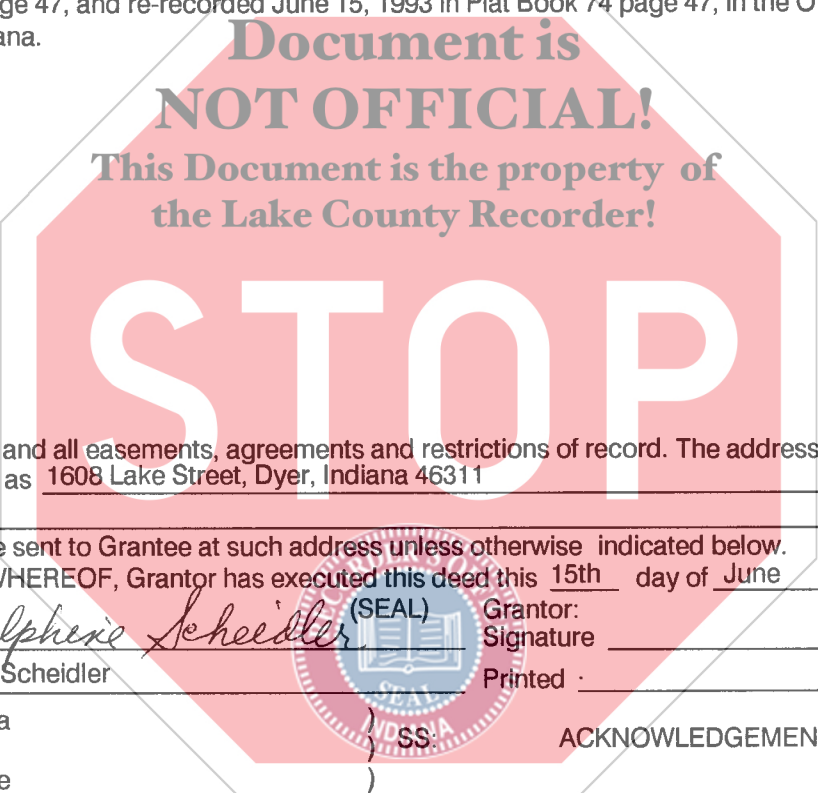 ge 47, and re-recorded June 15, 1993 in Plat Book 74 page 47, in the O
ana.
Document is
NOT OFFICIAL!
This Document is the property of
the Lake County Recorder!
STOP
and all easements, agreements and restrictions of record. The address
as 1608 Lake Street, Dyer, Indiana 46311
e sent to Grantee at such address unless otherwise indicated below.
WHEREOF, Grantor has executed this deed this 15th day of June
lphine Scheidler (SEAL) Grantor:
Signature
Scheidler Printed
a
) SS: ACKNOWLEDGEMEN
e )
SEAL
INDIANA